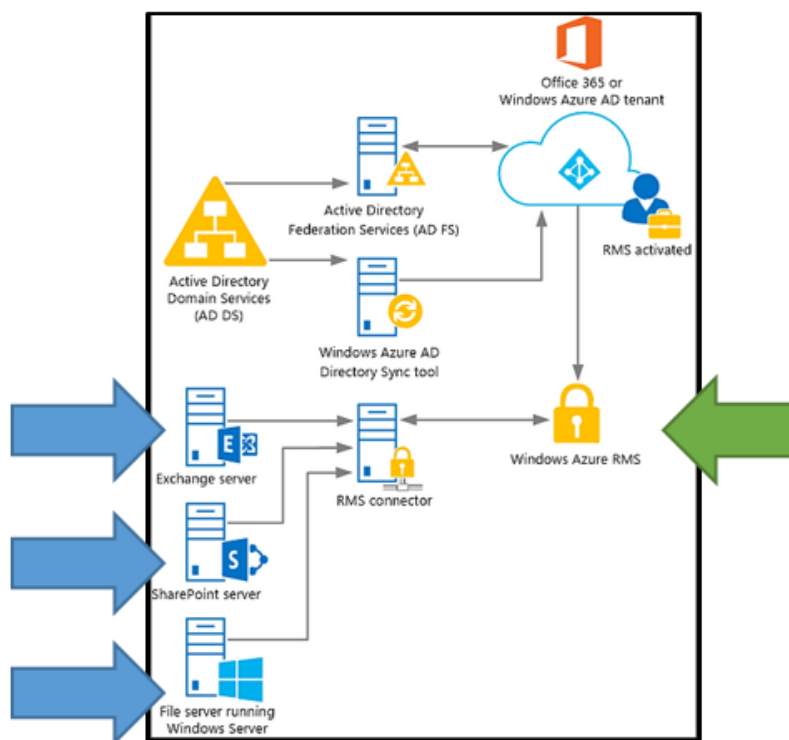 Office 365 or
Windows Azure AD tenant
Active Directory
Federation Services (AD FS)
RMS activated
Active Directory
Domain Services
(AD DS)
Windows Azure AD
Directory Sync tool
E
Exchange server
RMS connector
Windows Azure RMS
S
SharePoint server
File server running
Windows Server